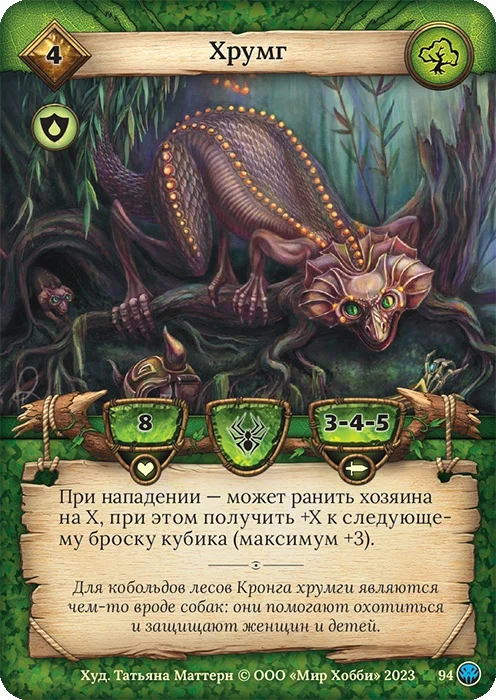 4
Хрумг
8
3-4-5
При нападении — может ранить хозяина
на X, при этом получить +X к следующе-
му броску кубика (максимум +3).
Для кобольдов лесов Кронга хрумги являются
чем-то вроде собак: они помогают охотиться
и защищают женщин и детей.
Худ. Татьяна Маттерн © ООО «Мир Хобби» 2023 94